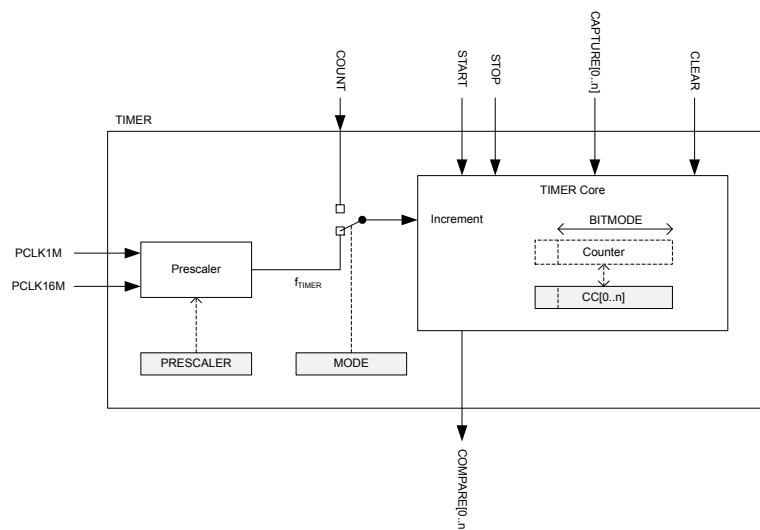 COUNT
START
STOP
CAPTURE[0..n]
CLEAR
TIMER
TIMER Core
Increment
BITMODE
Counter
CC[0..n]
PCLK1M
PCLK16M
Prescaler
fTIMER
PRESCALER
MODE
COMPARE[0..n